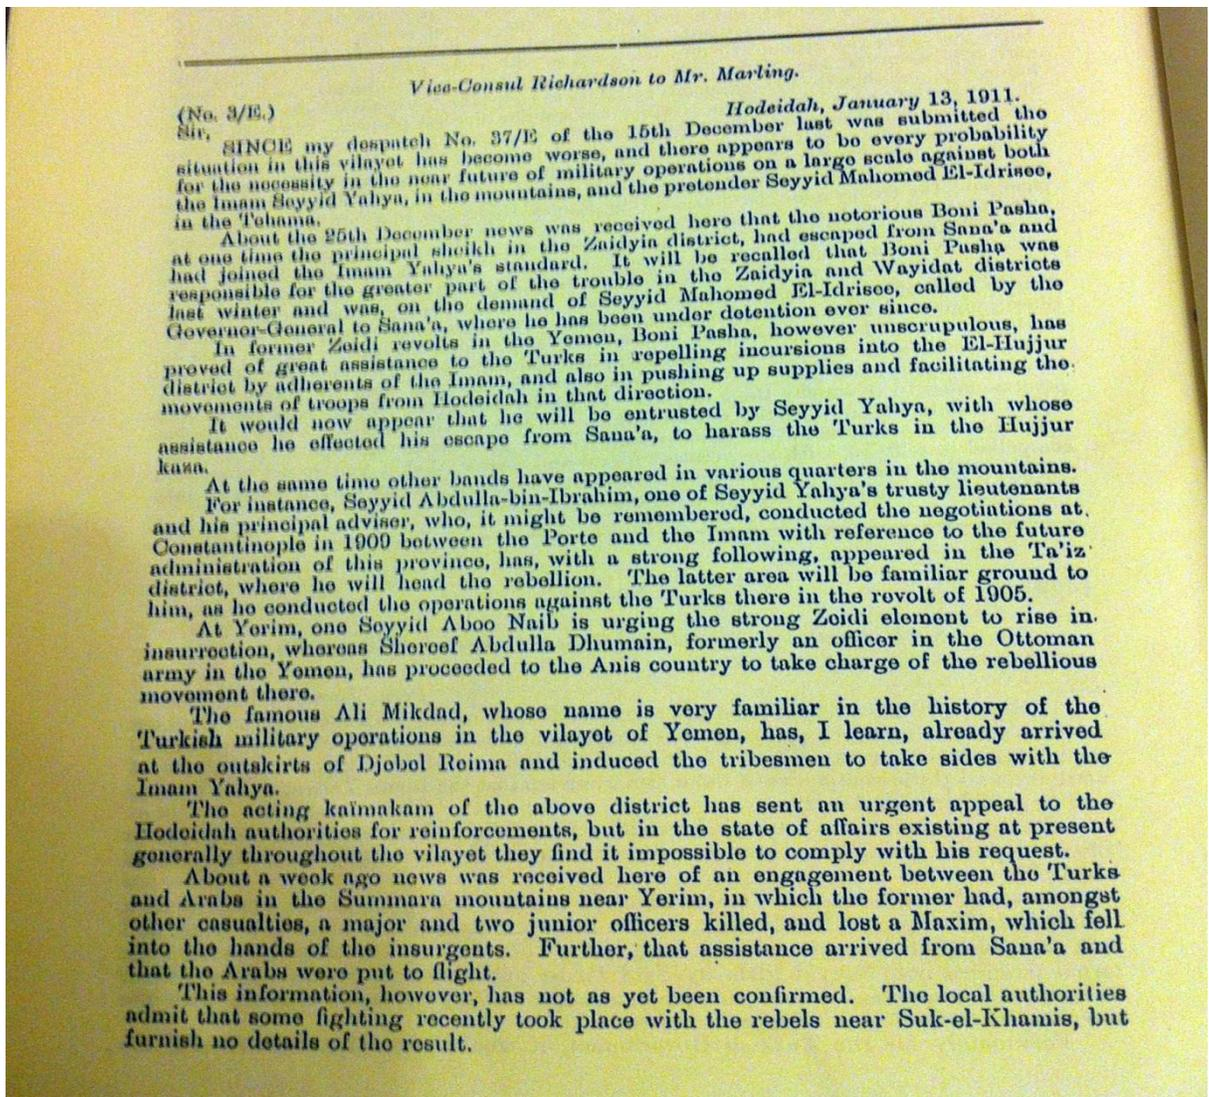 Vice-Consul Richardson to Mr. Marling.
(No. 3/E.)
Hodeidah, January 13, 1911.
Sir,
SINCE my despatch No. 37/E of the 15th December last was submitted the
situation in this vilayet has become worse, and there appears to be every probability
for the necessity in the near future of military operations on a large scale against both
the Imam Seyyid Yahya, in the mountains, and the pretender Seyyid Mahomed El-Idrisee,
in the Tehama.
About the 25th December news was received here that the notorious Boni Pasha,
at one time the principal sheikh in the Zaidyia district, had escaped from Sana'a and
had joined the Imam Yahya's standard. It will be recalled that Boni Pasha was
responsible for the greater part of the trouble in the Zaidyia and Wayidat districts
last winter and was, on the demand of Seyyid Mahomed El-Idrisee, called by the
Governor-General to Sana'a, where he has been under detention ever since.
In former Zeidi revolts in the Yemen, Boni Pasha, however unscrupulous, has
proved of great assistance to the Turks in repelling incursions into the El-Hujjur
district by adherents of the Imam, and also in pushing up supplies and facilitating the
movements of troops from Hodeidah in that direction.
It would now appear that he will be entrusted by Seyyid Yahya, with whose
assistance he effected his escape from Sana'a, to harass the Turks in the Hujjur
kaza.
At the same time other bands have appeared in various quarters in the mountains.
For instance, Seyyid Abdulla-bin-Ibrahim, one of Seyyid Yahya's trusty lieutenants
and his principal adviser, who, it might be remembered, conducted the negotiations at
Constantinople in 1909 between the Porte and the Imam with reference to the future
administration of this province, has, with a strong following, appeared in the Ta'iz
district, where he will head the rebellion. The latter area will be familiar ground to
him, as he conducted the operations against the Turks there in the revolt of 1905.
At Yerim, one Seyyid Aboo Naib is urging the strong Zeidi element to rise in
insurrection, whereas Shereef Abdulla Dhumain, formerly an officer in the Ottoman
army in the Yemen, has proceeded to the Anis country to take charge of the rebellious
movement there.
The famous Ali Mikdad, whose name is very familiar in the history of the
Turkish military operations in the vilayet of Yemen, has, I learn, already arrived
at the outskirts of Djebel Reima and induced the tribesmen to take sides with the
Imam Yahya.
The acting kaïmakam of the above district has sent an urgent appeal to the
Hodeidah authorities for reinforcements, but in the state of affairs existing at present
generally throughout the vilayet they find it impossible to comply with his request.
About a week ago news was received here of an engagement between the Turks
and Arabs in the Summara mountains near Yerim, in which the former had, amongst
other casualties, a major and two junior officers killed, and lost a Maxim, which fell
into the hands of the insurgents. Further, that assistance arrived from Sana'a and
that the Arabs were put to flight.
This information, however, has not as yet been confirmed. The local authorities
admit that some fighting recently took place with the rebels near Suk-el-Khamis, but
furnish no details of the result.